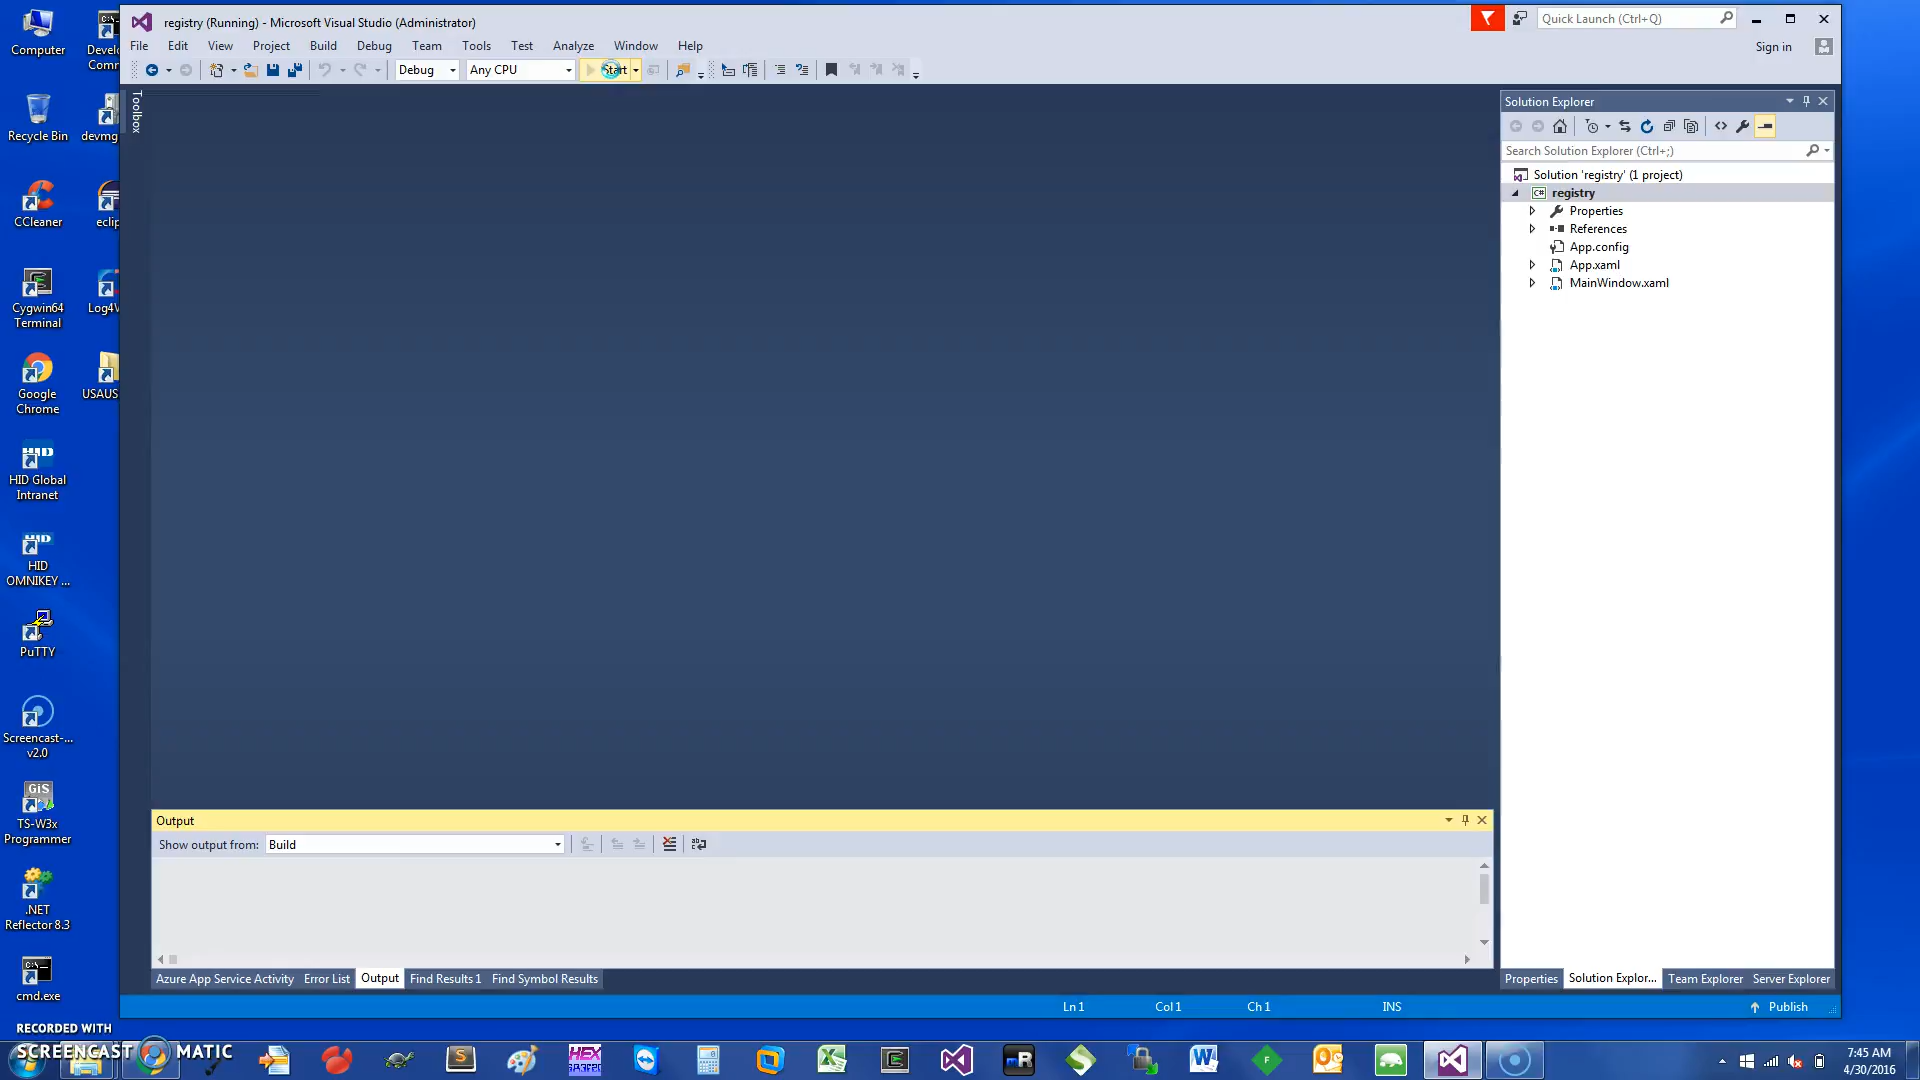 registry (Running) - Microsoft Visual Studio (Administrator)
Quick Launch (Ctrl+Q)
File Edit View Project Build Debug Team Tools Test Analyze Window Help
Sign in
Debug Any CPU Start
Toolbox
Solution Explorer
Search Solution Explorer (Ctrl+;)
Solution 'registry' (1 project)
C# registry
Properties
References
App.config
App.xaml
MainWindow.xaml
Output
Show output from: Build
Azure App Service Activity Error List Output Find Results 1 Find Symbol Results
Properties Solution Explor... Team Explorer Server Explorer
Ln 1 Col 1 Ch 1 INS Publish
Computer
Recycle Bin
devmg
CCleaner
eclip
Cygwin64
Terminal
Google
Chrome
USAUS
HID Global
Intranet
HID
OMNIKEY ...
PuTTY
Screencast-...
v2.0
GiS
TS-W3x
Programmer
.NET
Reflector 8.3
cmd.exe
RECORDED WITH
SCREENCAST MATIC
HEX
mR
7:45 AM
4/30/2016